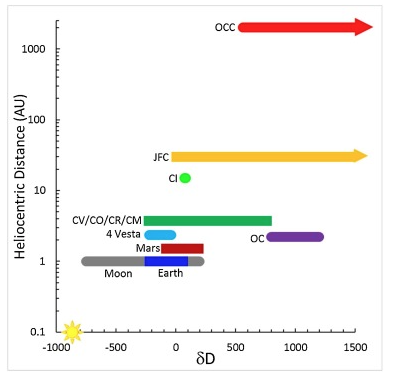 OCC
1000
Heliocentric Distance (AU)
100
JFC
CI
10
CV/CO/CR/CM
4 Vesta
OC
Mars
1
Moon
Earth
0.1
-1000
-500
0
500
1000
1500
δD